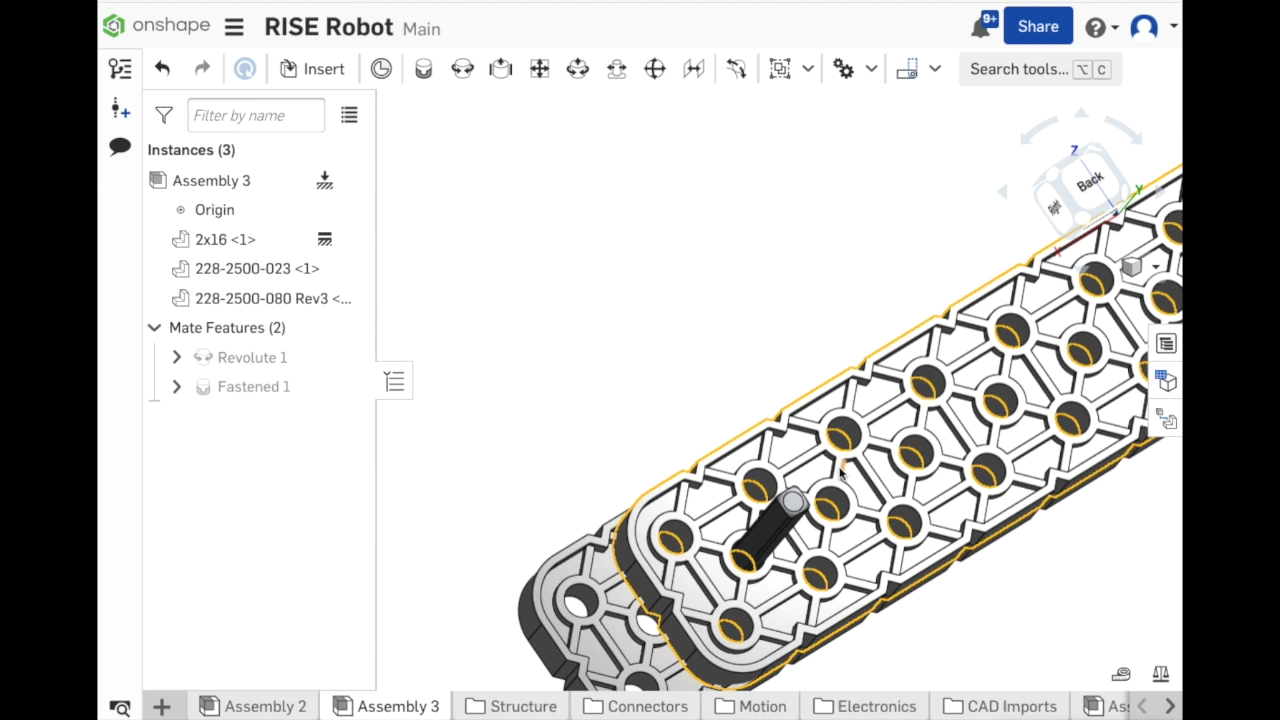 onshape RISE Robot Main 9+ Share
Insert Search tools... ⌥ C
Filter by name
Instances (3)
Assembly 3
Origin
2x16 <1>
228-2500-023 <1>
228-2500-080 Rev3 <...
Mate Features (2)
Revolute 1
Fastened 1
Z
Back
Right
Y
X
Assembly 2 Assembly 3 Structure Connectors Motion Electronics CAD Imports Ass